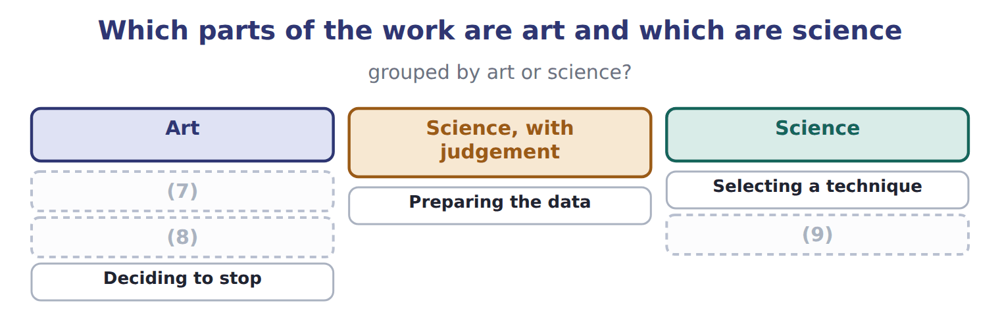 Which parts of the work are art and which are science
grouped by art or science?
Art
(7)
(8)
Deciding to stop
Science, with
judgement
Preparing the data
Science
Selecting a technique
(9)